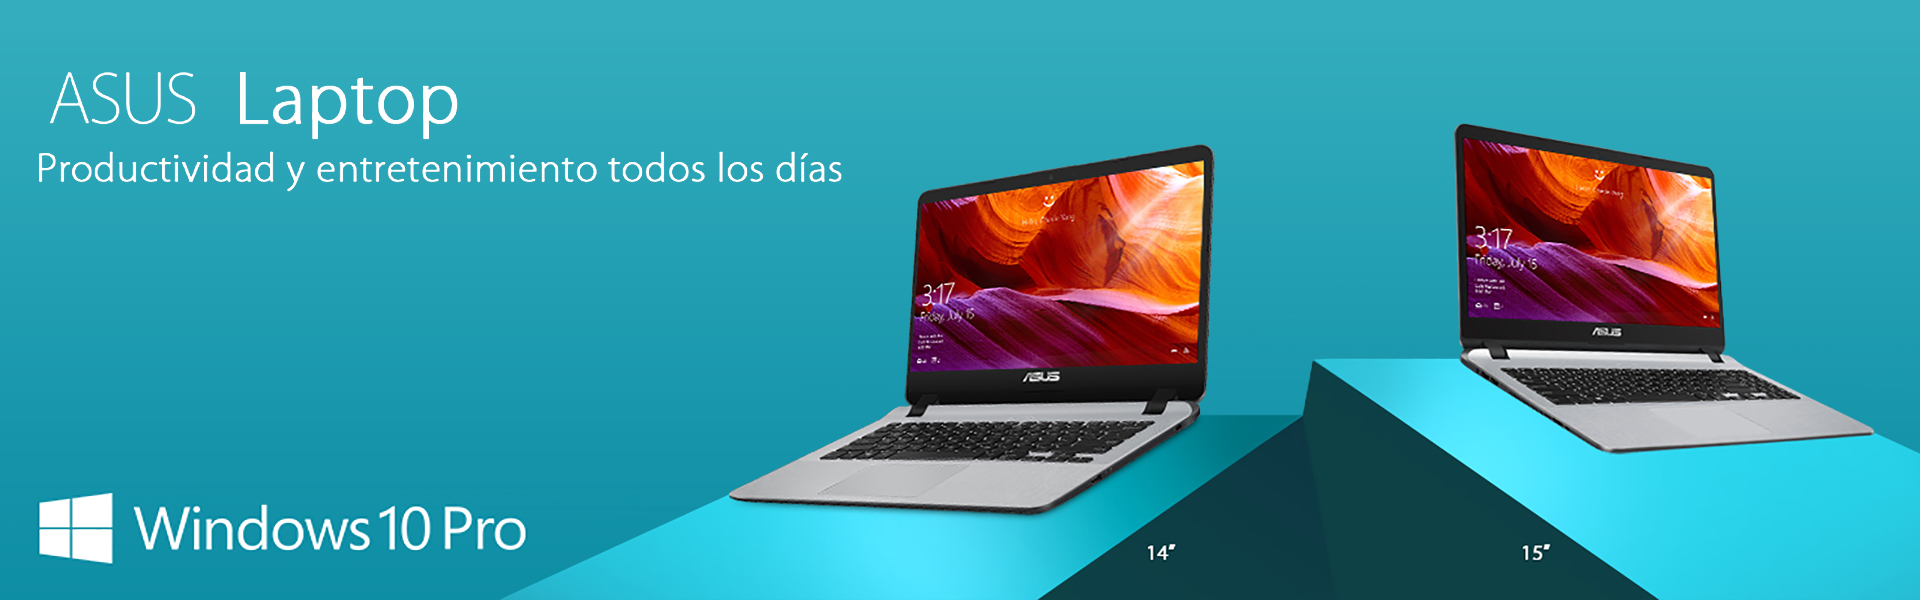 ASUS Laptop
Productividad y entretenimiento todos los días
3:17
Friday, July 15
ASUS
3:17
Friday, July 15
ASUS
Windows 10 Pro
14”
15”